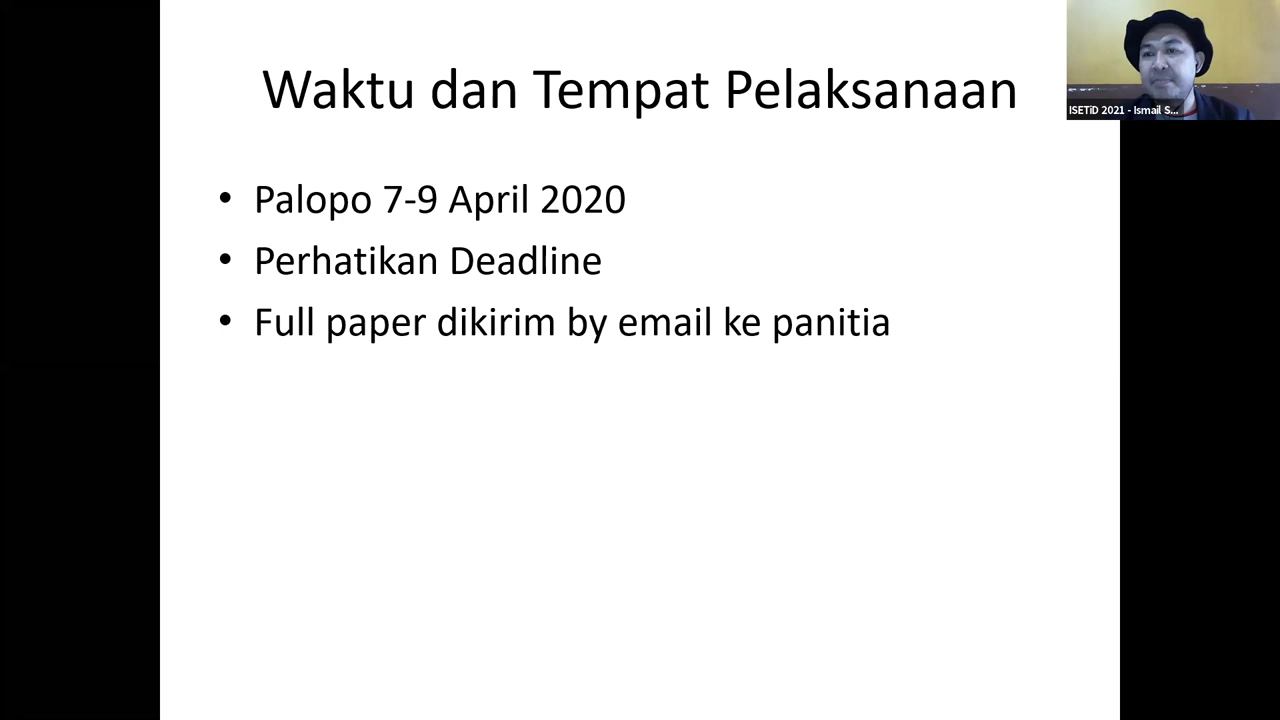 Waktu dan Tempat Pelaksanaan
ISETiD 2021 - Ismail S...
• Palopo 7-9 April 2020
• Perhatikan Deadline
• Full paper dikirim by email ke panitia